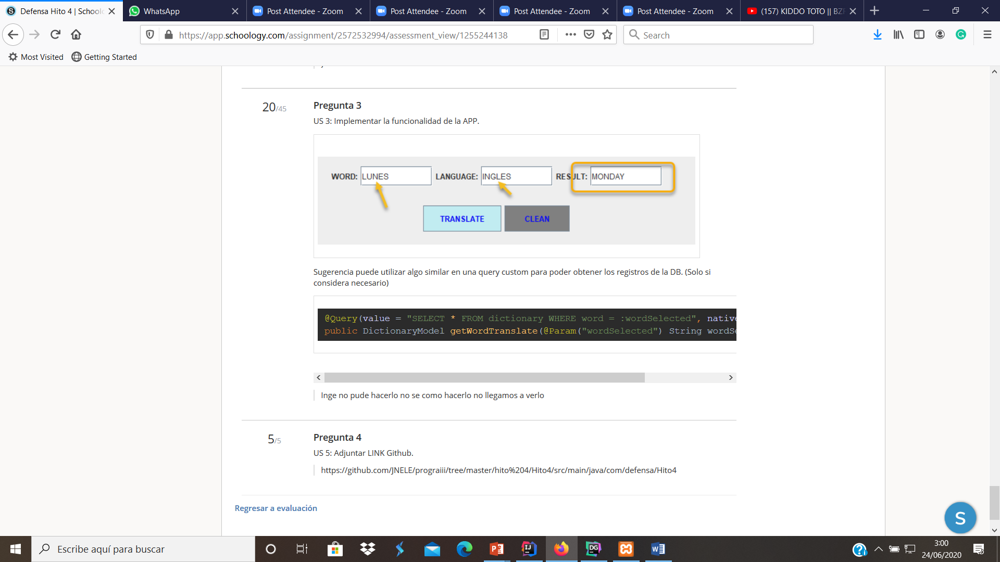 Defensa Hito 4 | Schoolo
WhatsApp
Post Attendee - Zoom
Post Attendee - Zoom
Post Attendee - Zoom
Post Attendee - Zoom
(157) KIDDO TOTO || BZ
https://app.schoology.com/assignment/2572532994/assessment_view/1255244138
Search
Most Visited
Getting Started
20/45
Pregunta 3
US 3: Implementar la funcionalidad de la APP.
WORD: LUNES LANGUAGE: INGLES RESULT: MONDAY
TRANSLATE CLEAN
Sugerencia puede utilizar algo similar en una query custom para poder obtener los registros de la DB. (Solo si
considera necesario)
@Query(value = "SELECT * FROM dictionary WHERE word = :wordSelected", native
public DictionaryModel getWordTranslate(@Param("wordSelected") String wordSe
Inge no pude hacerlo no se como hacerlo no llegamos a verlo
5/5
Pregunta 4
US 5: Adjuntar LINK Github.
https://github.com/JNELE/prograiii/tree/master/hito%204/Hito4/src/main/java/com/defensa/Hito4
Regresar a evaluación
S
Escribe aquí para buscar
3:00
24/06/2020